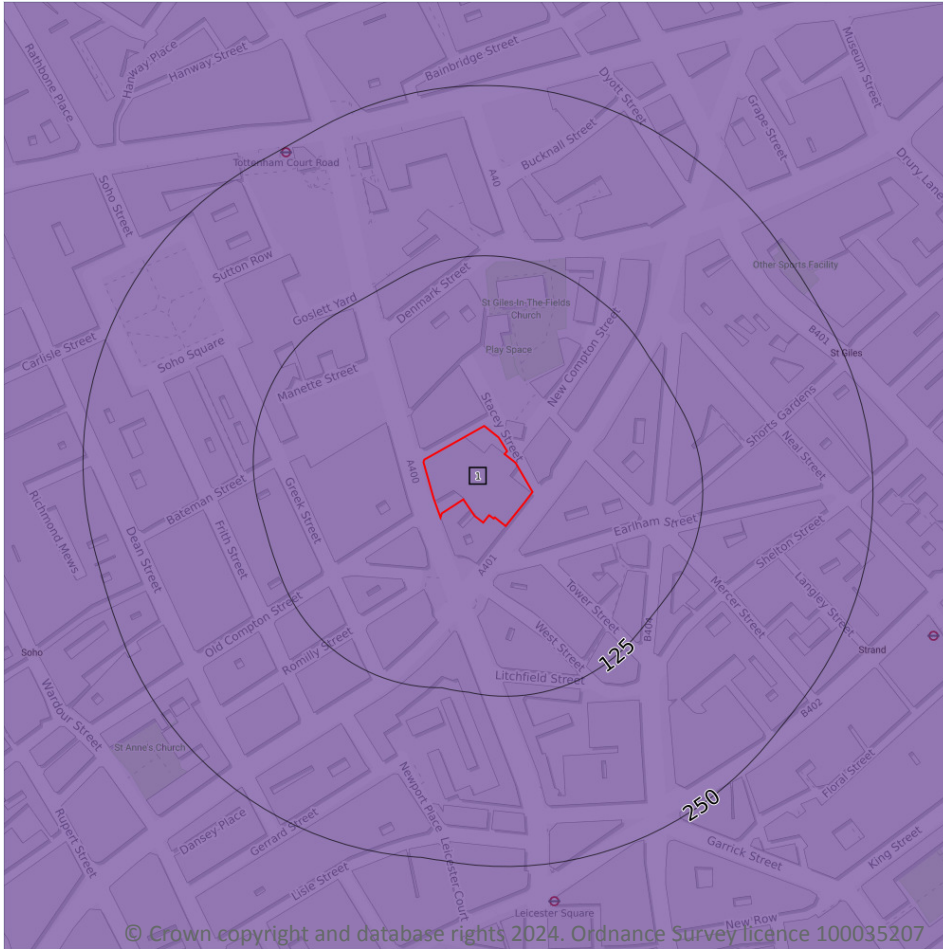 Rathbone Place
Hanway Place
Hanway Street
Bainbridge Street
Museum Street
Dyott Street
Grape Street
Bucknall Street
Drury Lane
Tottenham Court Road
A40
Soho Street
Sutton Row
Goslett Yard
Denmark Street
St Giles-In-The-Fields
Church
Other Sports Facility
B401
St Giles
Carlisle Street
Soho Square
Manette Street
Play Space
New Compton Street
Stacey Street
Shorts Gardens
Neal Street
A400
1
Richmond Mews
Bateman Street
Greek Street
Dean Street
Frith Street
Earlham Street
Shelton Street
A401
Tower Street
Mercer Street
Langley Street
Old Compton Street
Romilly Street
West Street
B404
125
Litchfield Street
Soho
Strand
Wardour Street
St Anne's Church
B402
Newport Place
250
Floral Street
Rupert Street
Dansey Place
Gerrard Street
Garrick Street
King Street
Lisle Street
Leicester Court
Leicester Square
New Row
© Crown copyright and database rights 2024. Ordnance Survey licence 100035207